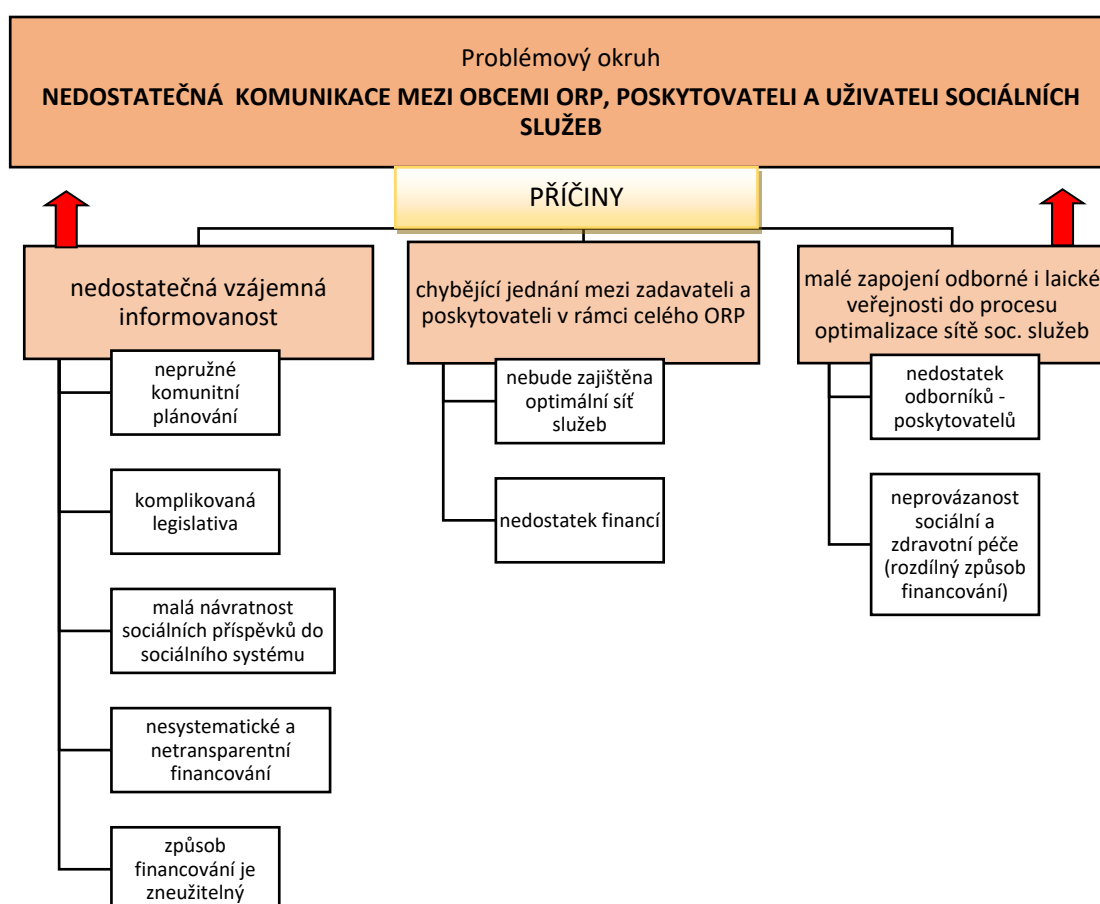 Problémový okruh
NEDOSTATEČNÁ KOMUNIKACE MEZI OBCEMI ORP, POSKYTOVATELI A UŽIVATELI SOCIÁLNÍCH
SLUŽEB
PŘÍČINY
nedostatečná vzájemná
informovanost
nepružné
komunitní
plánování
komplikovaná
legislativa
malá návratnost
sociálních příspěvků do
sociálního systému
nesystematické a
netransparentní
financování
způsob
financování je
zneužitelný
chybějící jednání mezi zadavateli a
poskytovateli v rámci celého ORP
nebude zajištěna
optimální síť
služeb
nedostatek financí
malé zapojení odborné i laické
veřejnosti do procesu
optimalizace sítě soc. služeb
nedostatek
odborníků -
poskytovatelů
neprovázanost
sociální a
zdravotní péče
(rozdílný způsob
financování)